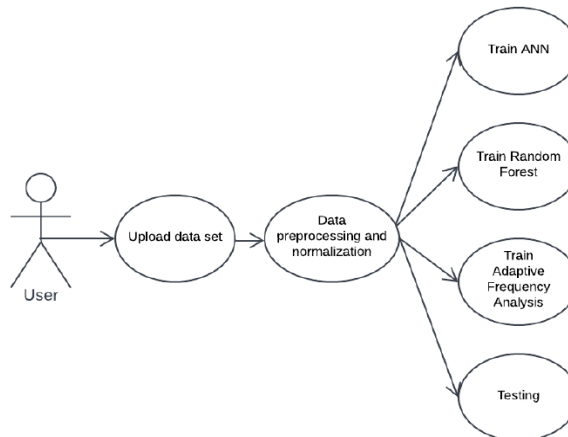 User
Upload data set
Data
preprocessing and
normalization
Train ANN
Train Random
Forest
Train
Adaptive
Frequency
Analysis
Testing